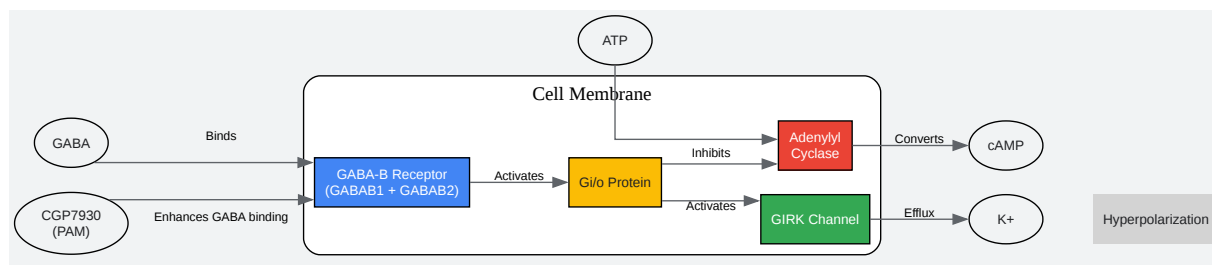 ATP
Cell Membrane
GABA
Binds
GABA-B Receptor
(GABAB1 + GABAB2)
Activates
Gi/o Protein
Inhibits
Adenylyl
Cyclase
Converts
cAMP
CGP7930
(PAM)
Enhances GABA binding
Activates
GIRK Channel
Efflux
K+
Hyperpolarization